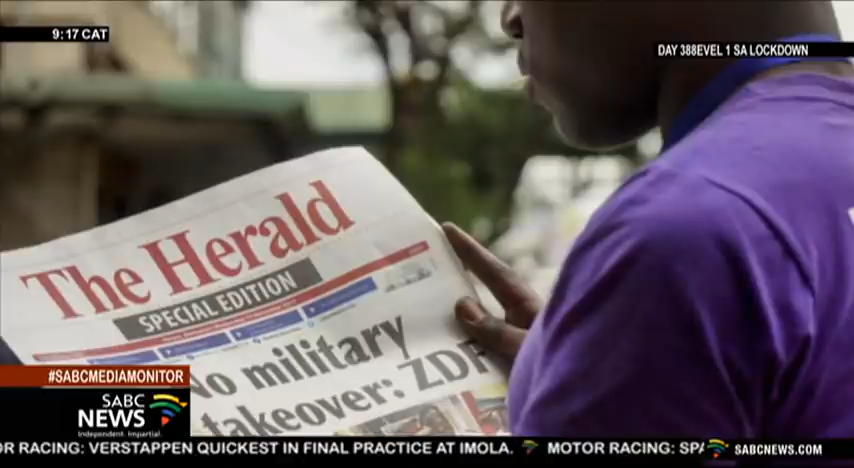 9:17 CAT
DAY 388EVEL 1 SA LOCKDOWN
The Herald
SPECIAL EDITION
No military
takeover: ZDF
#SABCMEDIAMONITOR
SABC
NEWS
Independent. Impartial.
OR RACING: VERSTAPPEN QUICKEST IN FINAL PRACTICE AT IMOLA. MOTOR RACING: SPA SABCNEWS.COM